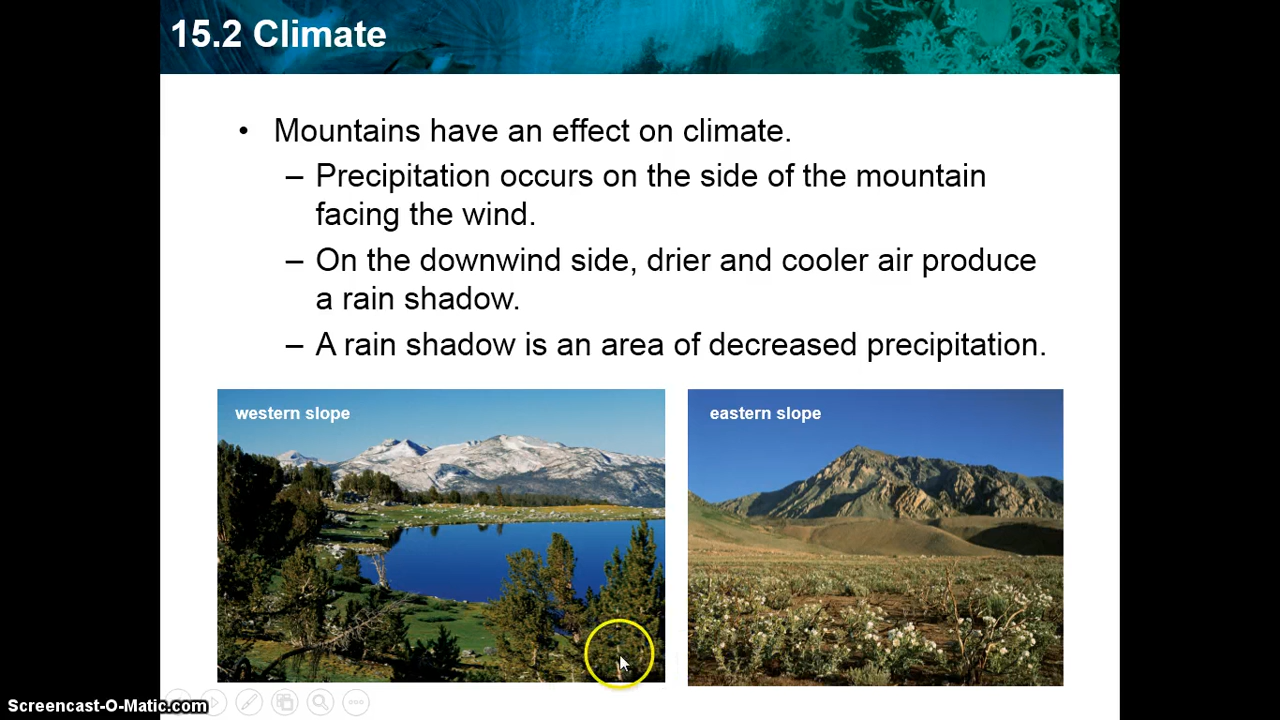 15.2 Climate
• Mountains have an effect on climate.
– Precipitation occurs on the side of the mountain
facing the wind.
– On the downwind side, drier and cooler air produce
a rain shadow.
– A rain shadow is an area of decreased precipitation.
western slope
eastern slope
Screencast-O-Matic.com